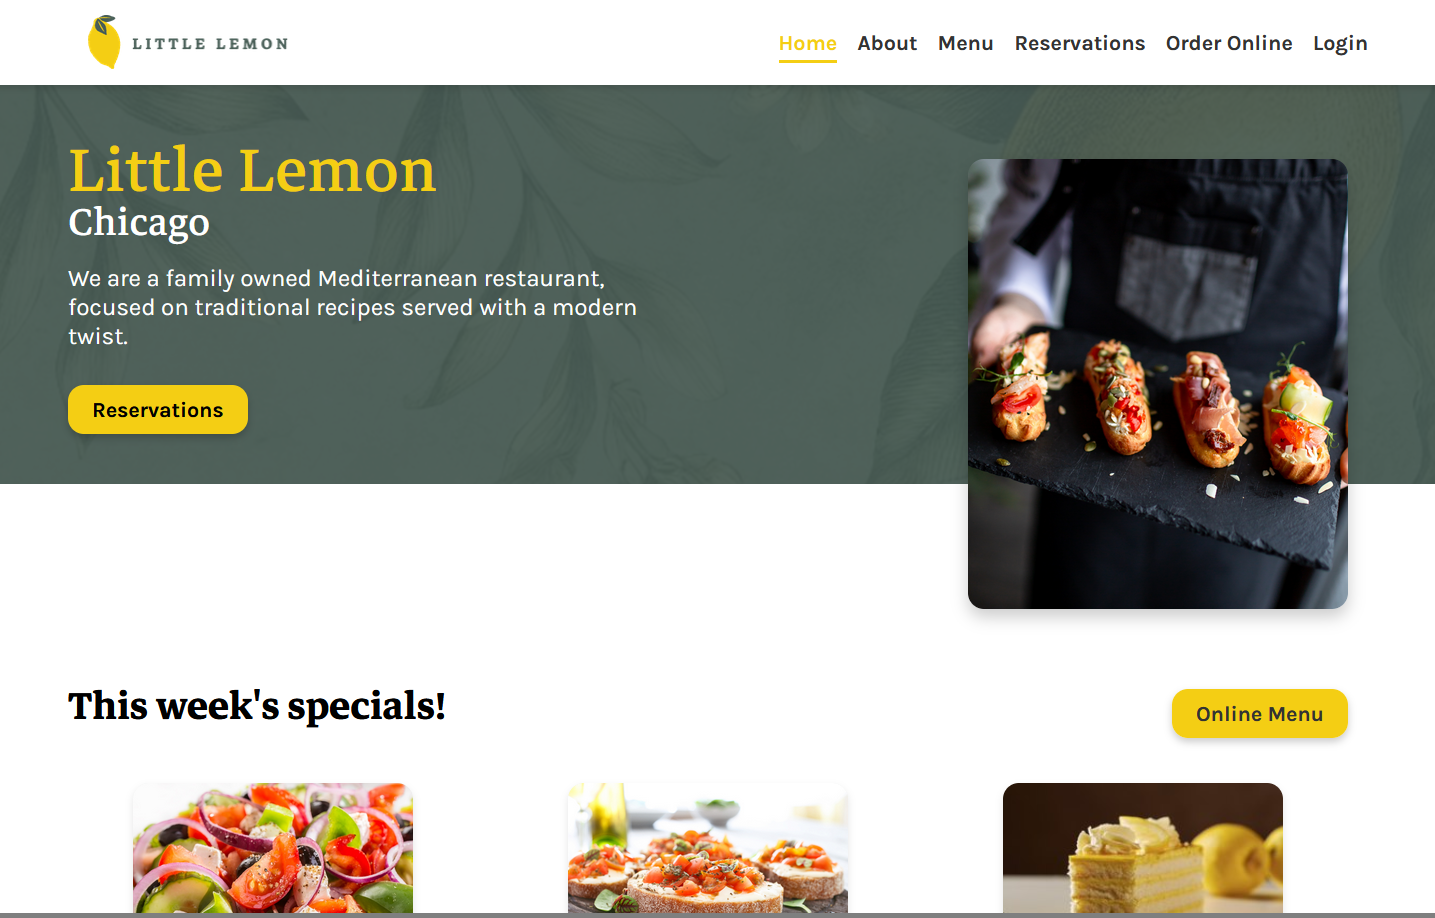 LITTLE LEMON
Home About Menu Reservations Order Online Login
Little Lemon
Chicago
We are a family owned Mediterranean restaurant,
focused on traditional recipes served with a modern
twist.
Reservations
This week's specials!
Online Menu